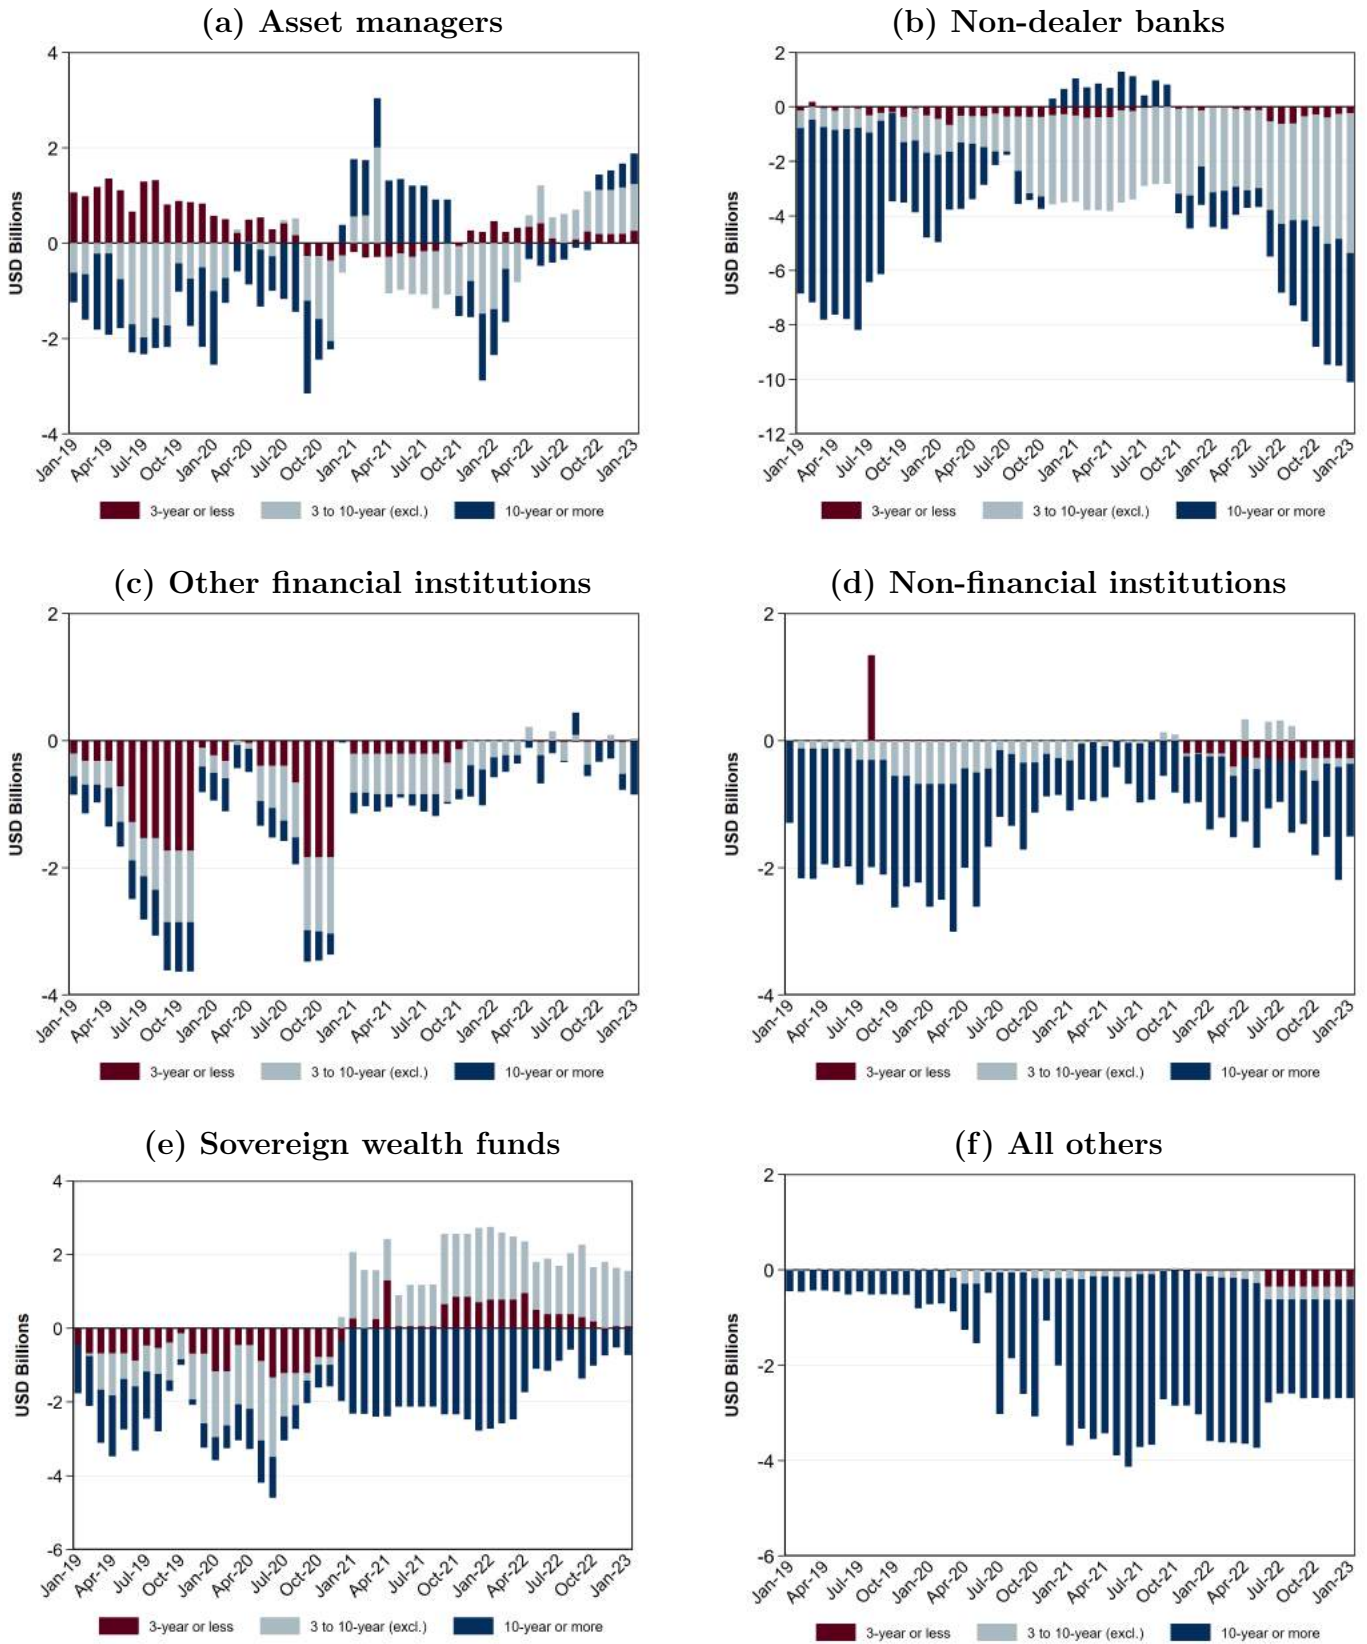 (a) Asset managers
4
2
0
-2
-4
USD Billions
Jan-19 Apr-19 Jul-19 Oct-19 Jan-20 Apr-20 Jul-20 Oct-20 Jan-21 Apr-21 Jul-21 Oct-21 Jan-22 Apr-22 Jul-22 Oct-22 Jan-23
3-year or less 3 to 10-year (excl.) 10-year or more
(b) Non-dealer banks
2
0
-2
-4
-6
-8
-10
-12
USD Billions
Jan-19 Apr-19 Jul-19 Oct-19 Jan-20 Apr-20 Jul-20 Oct-20 Jan-21 Apr-21 Jul-21 Oct-21 Jan-22 Apr-22 Jul-22 Oct-22 Jan-23
3-year or less 3 to 10-year (excl.) 10-year or more
(c) Other financial institutions
2
0
-2
-4
USD Billions
Jan-19 Apr-19 Jul-19 Oct-19 Jan-20 Apr-20 Jul-20 Oct-20 Jan-21 Apr-21 Jul-21 Oct-21 Jan-22 Apr-22 Jul-22 Oct-22 Jan-23
3-year or less 3 to 10-year (excl.) 10-year or more
(d) Non-financial institutions
2
0
-2
-4
USD Billions
Jan-19 Apr-19 Jul-19 Oct-19 Jan-20 Apr-20 Jul-20 Oct-20 Jan-21 Apr-21 Jul-21 Oct-21 Jan-22 Apr-22 Jul-22 Oct-22 Jan-23
3-year or less 3 to 10-year (excl.) 10-year or more
(e) Sovereign wealth funds
4
2
0
-2
-4
-6
USD Billions
Jan-19 Apr-19 Jul-19 Oct-19 Jan-20 Apr-20 Jul-20 Oct-20 Jan-21 Apr-21 Jul-21 Oct-21 Jan-22 Apr-22 Jul-22 Oct-22 Jan-23
3-year or less 3 to 10-year (excl.) 10-year or more
(f) All others
2
0
-2
-4
-6
USD Billions
Jan-19 Apr-19 Jul-19 Oct-19 Jan-20 Apr-20 Jul-20 Oct-20 Jan-21 Apr-21 Jul-21 Oct-21 Jan-22 Apr-22 Jul-22 Oct-22 Jan-23
3-year or less 3 to 10-year (excl.) 10-year or more